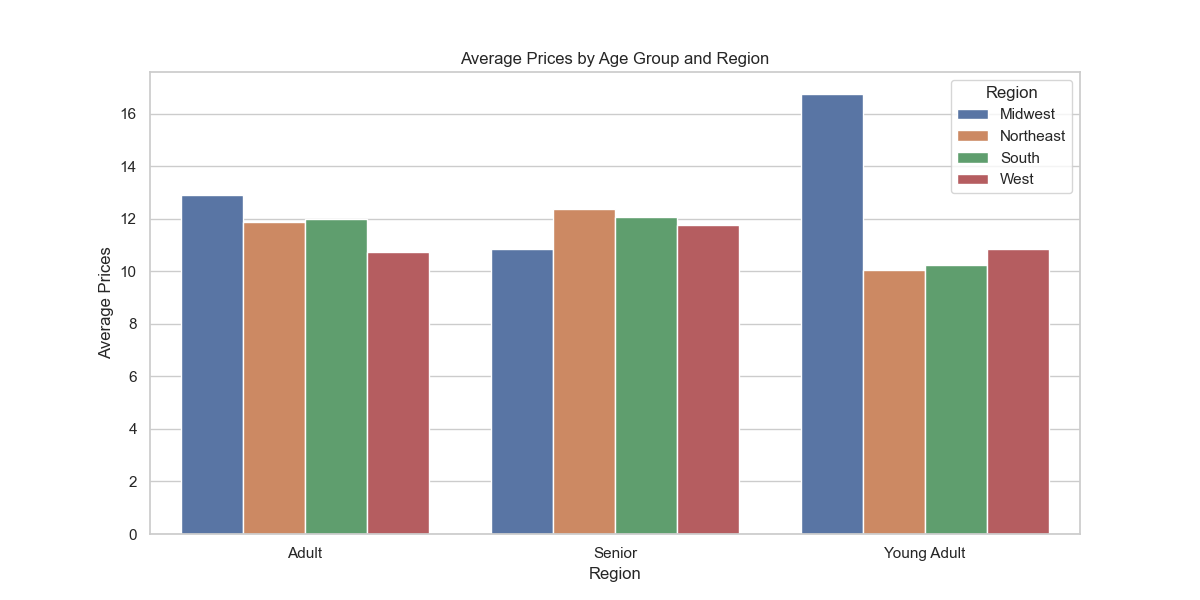 Average Prices by Age Group and Region
Region
Midwest
Northeast
South
West
Average Prices
16
14
12
10
8
6
4
2
0
Adult
Senior
Young Adult
Region